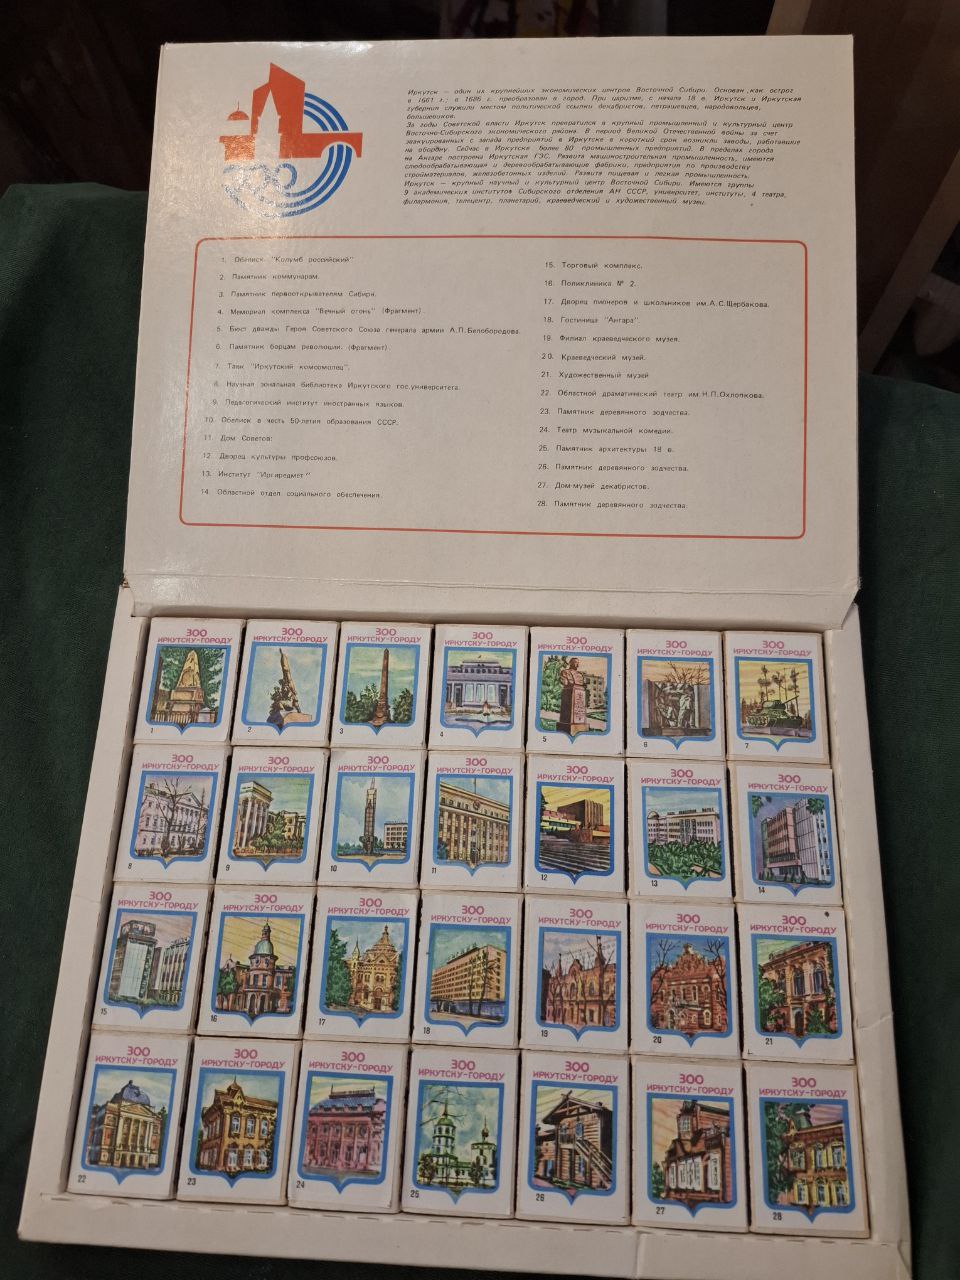 Иркутск — один их крупнейших экономических центров Восточной Сибири. Основан как острог
в 1661 г.; в 1686 г. преобразован в город. При царизме, с начала 18 в. Иркутск и Иркутская
губерния служили местом политической ссылки декабристов, петрашевцев, народовольцев,
большевиков.
За годы Советской власти Иркутск превратился в крупный промышленный и культурный центр
Восточно-Сибирского экономического района. В период Великой Отечественной войны за счет
эвакуированных с запада предприятий в Иркутске в короткий срок возникли заводы, работавшие
на оборону. Сейчас в Иркутске более 80 промышленных предприятий. В пределах города
на Ангаре построена Иркутская ГЭС. Развита машиностроительная промышленность, имеются
слюдообрабатывающая и деревообрабатывающие фабрики, предприятия по производству
стройматериалов, железобетонных изделий. Развита пищевая и легкая промышленность.
Иркутск — крупный научный и культурный центр Восточной Сибири. Имеются группы
9 академических институтов Сибирского отделения АН СССР, университет, институты, 4 театра,
филармония, телецентр, планетарий, краеведческий и художественный музеи.
300
1. Обелиск "Колумб российский"
2. Памятник коммунарам.
3. Памятник первооткрывателям Сибири.
4. Мемориал комплекса "Вечный огонь" (Фрагмент)
5. Бюст дважды Героя Советского Союза генерала армии А.П.Белобородова.
6. Памятник борцам революции. (Фрагмент).
7. Танк "Иркутский комсомолец".
8. Научная зональная библиотека Иркутского гос.университета.
9. Педагогический институт иностранных языков.
10. Обелиск в честь 50-летия образования СССР.
11. Дом Советов.
12. Дворец культуры профсоюзов.
13. Институт "Иргиредмет"
14. Областной отдел социального обеспечения.
15. Торговый комплекс.
16. Поликлиника № 2.
17. Дворец пионеров и школьников им.А.С.Щербакова.
18. Гостиница "Ангара".
19. Филиал краеведческого музея.
20. Краеведческий музей.
21. Художественный музей
22. Областной драматический театр им.Н.П.Охлопкова.
23. Памятник деревянного зодчества.
24. Театр музыкальной комедии.
25. Памятник архитектуры 18 в.
26. Памятник деревянного зодчества.
27. Дом-музей декабристов.
28. Памятник деревянного зодчества.
300
ИРКУТСКУ-ГОРОДУ
1
300
ИРКУТСКУ-ГОРОДУ
2
300
ИРКУТСКУ-ГОРОДУ
3
300
ИРКУТСКУ-ГОРОДУ
4
300
ИРКУТСКУ-ГОРОДУ
5
300
ИРКУТСКУ-ГОРОДУ
6
300
ИРКУТСКУ-ГОРОДУ
7
300
ИРКУТСКУ-ГОРОДУ
8
300
ИРКУТСКУ-ГОРОДУ
9
300
ИРКУТСКУ-ГОРОДУ
10
300
ИРКУТСКУ-ГОРОДУ
11
300
ИРКУТСКУ-ГОРОДУ
12
300
ИРКУТСКУ-ГОРОДУ
13
300
ИРКУТСКУ-ГОРОДУ
14
300
ИРКУТСКУ-ГОРОДУ
15
300
ИРКУТСКУ-ГОРОДУ
16
300
ИРКУТСКУ-ГОРОДУ
17
300
ИРКУТСКУ-ГОРОДУ
18
300
ИРКУТСКУ-ГОРОДУ
19
300
ИРКУТСКУ-ГОРОДУ
20
300
ИРКУТСКУ-ГОРОДУ
21
300
ИРКУТСКУ-ГОРОДУ
22
300
ИРКУТСКУ-ГОРОДУ
23
300
ИРКУТСКУ-ГОРОДУ
24
300
ИРКУТСКУ-ГОРОДУ
25
300
ИРКУТСКУ-ГОРОДУ
26
300
ИРКУТСКУ-ГОРОДУ
27
300
ИРКУТСКУ-ГОРОДУ
28